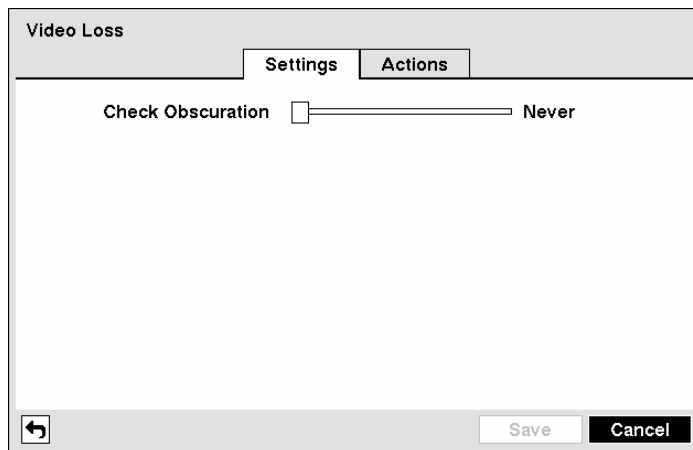 Video Loss
Settings Actions
Check Obscuration Never
Save Cancel